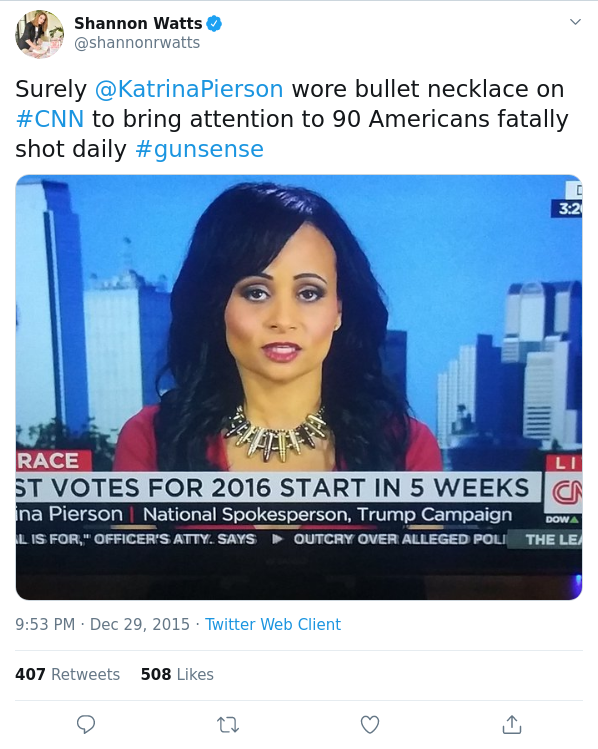 Shannon Watts
@shannonrwatts
Surely @KatrinaPierson wore bullet necklace on
#CNN to bring attention to 90 Americans fatally
shot daily #gunsense
3:2
RACE
LI
ST VOTES FOR 2016 START IN 5 WEEKS
CN
na Pierson | National Spokesperson, Trump Campaign
DOW▲
L IS FOR," OFFICER'S ATTY. SAYS ▶ OUTCRY OVER ALLEGED POLI
THE LEA
9:53 PM · Dec 29, 2015 · Twitter Web Client
407 Retweets 508 Likes